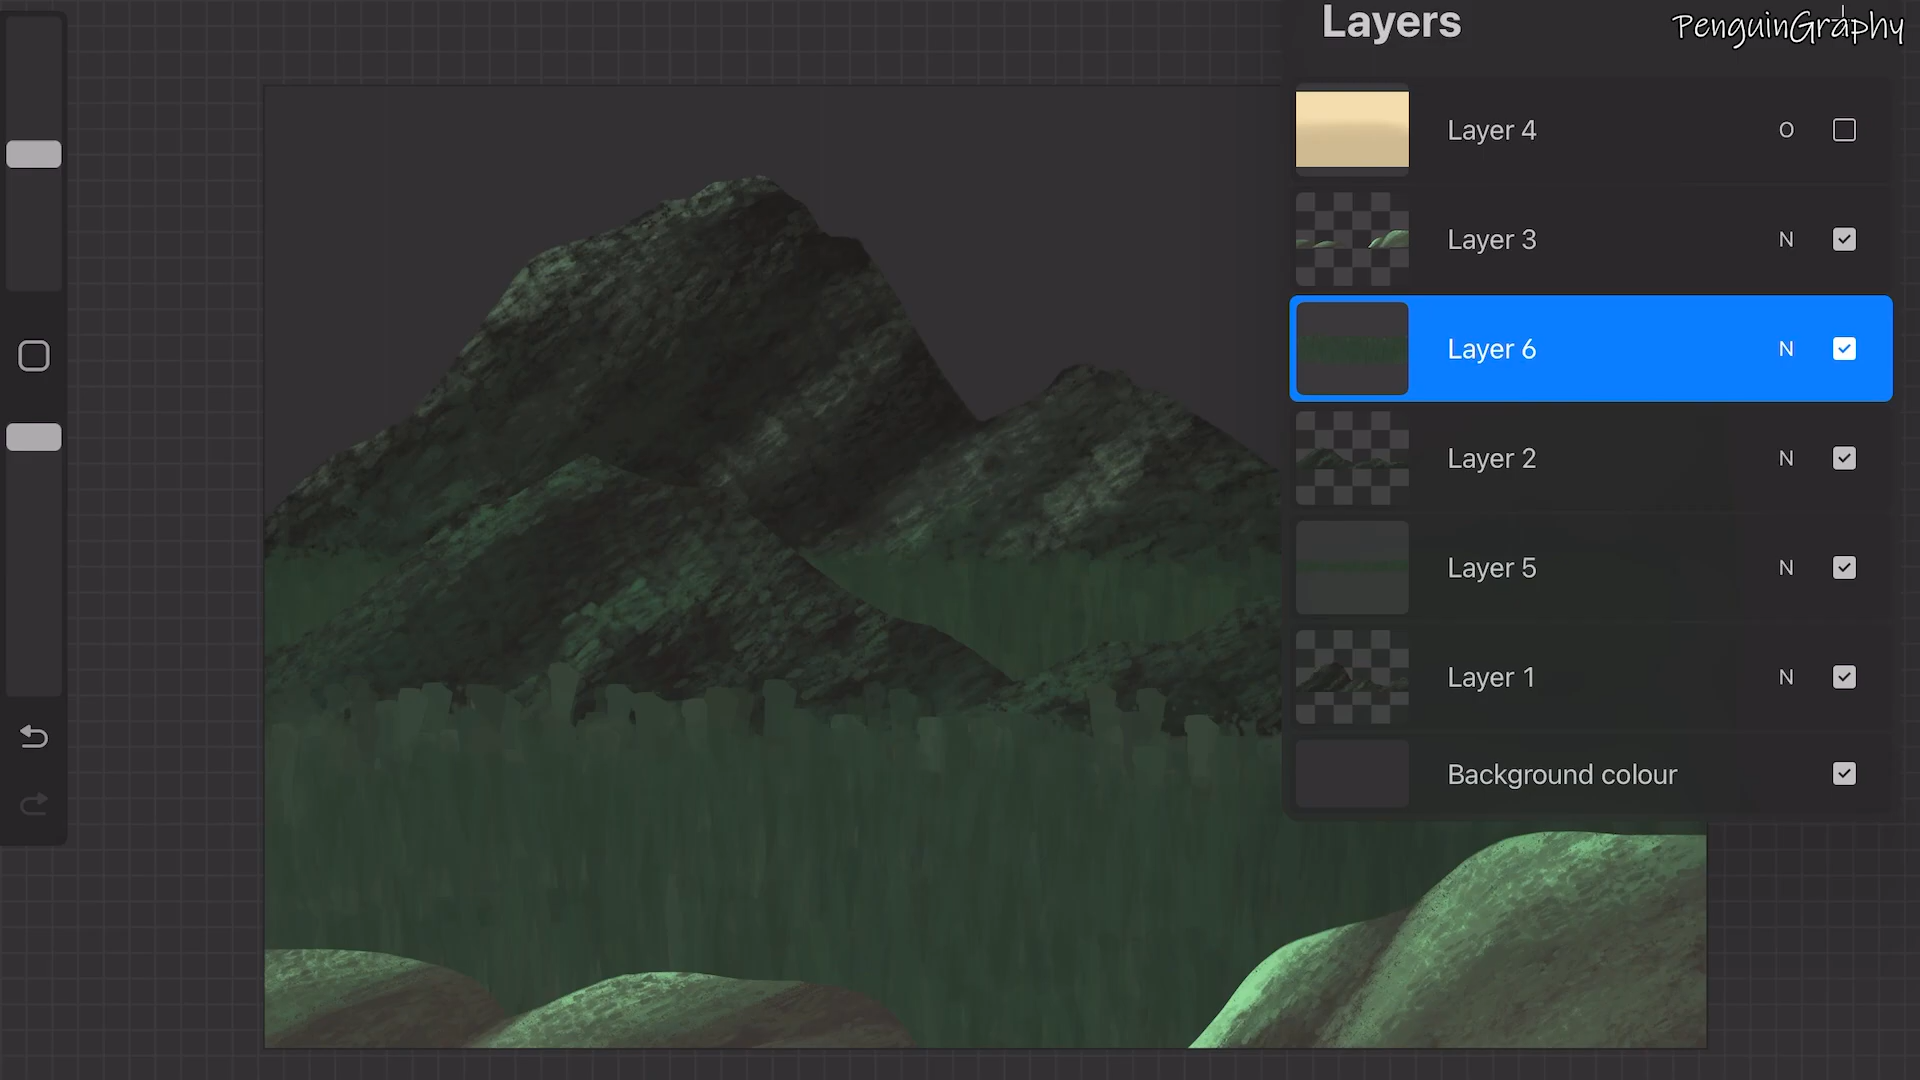 Layers
PenguinGraphy
Layer 4 O
Layer 3 N
Layer 6 N
Layer 2 N
Layer 5 N
Layer 1 N
Background colour